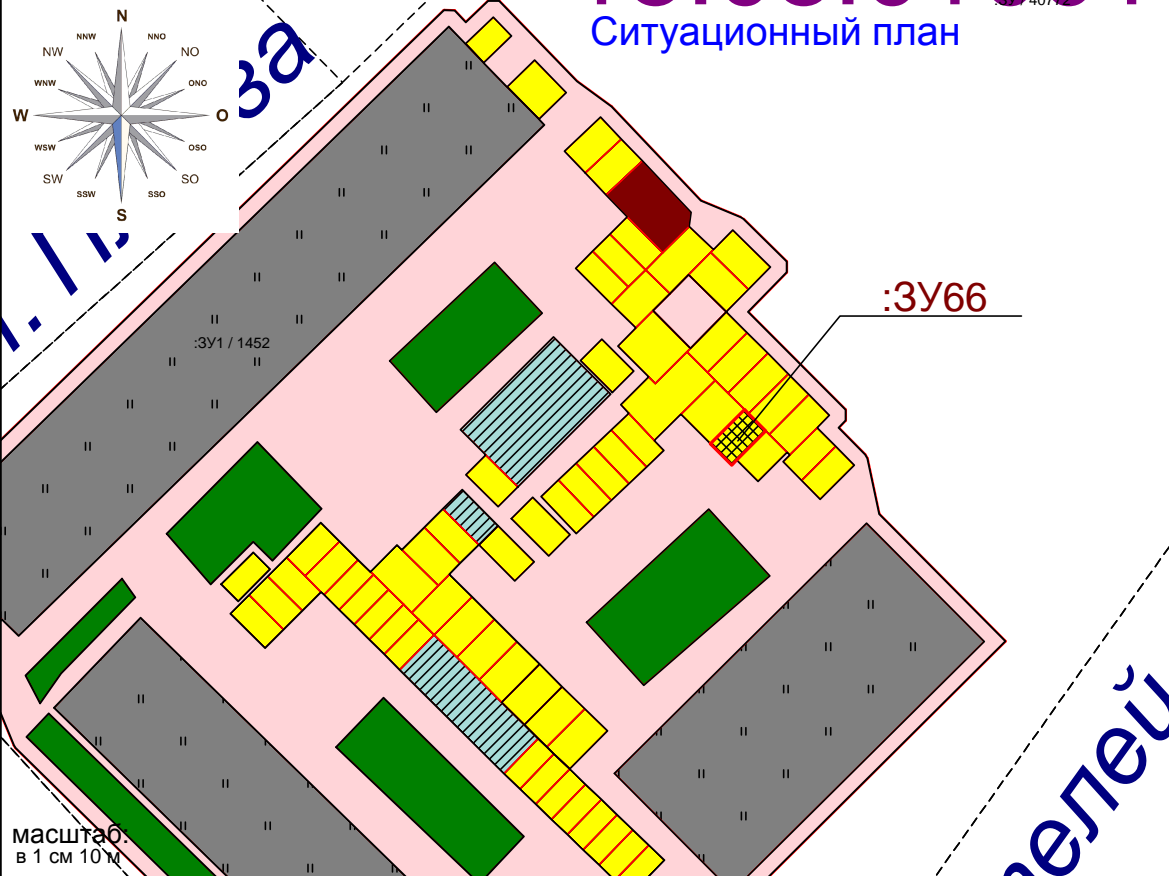 Ситуационный план
N
NNW
NNO
NW
NO
WNW
ONO
W
O
WSW
OSO
SW
SO
SSW
SSO
S
:ЗУ66
:ЗУ1 / 1452
масштаб:
в 1 см 10 м